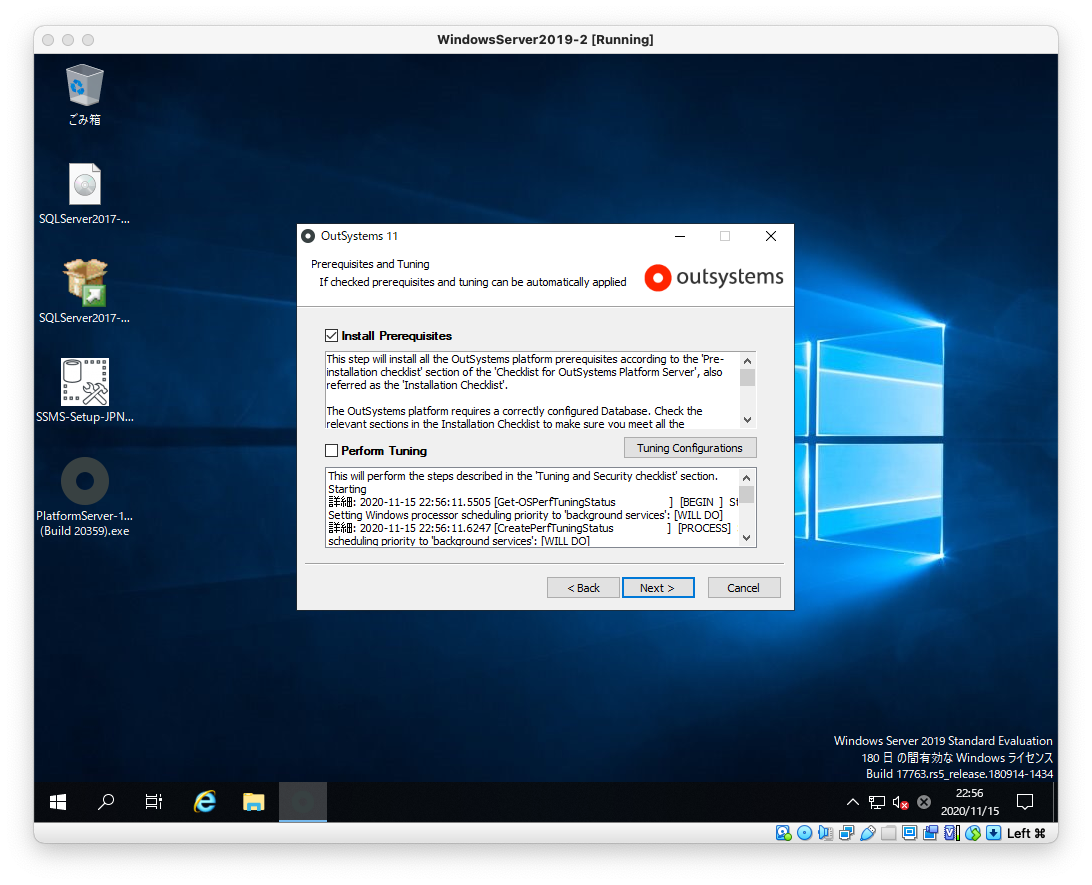 WindowsServer2019-2 [Running]
ごみ箱
SQLServer2017-...
SQLServer2017-...
SSMS-Setup-JPN...
PlatformServer-1...
(Build 20359).exe
OutSystems 11
Prerequisites and Tuning
If checked prerequisites and tuning can be automatically applied
outsystems
Install Prerequisites
This step will install all the OutSystems platform prerequisites according to the 'Pre-
installation checklist' section of the 'Checklist for OutSystems Platform Server', also
referred as the 'Installation Checklist'.
The OutSystems platform requires a correctly configured Database. Check the
relevant sections in the Installation Checklist to make sure you meet all the
Perform Tuning
Tuning Configurations
This will perform the steps described in the 'Tuning and Security checklist' section.
Starting
詳細: 2020-11-15 22:56:11.5505 [Get-OSPerfTuningStatus ] [BEGIN ] St
Setting Windows processor scheduling priority to 'background services': [WILL DO]
詳細: 2020-11-15 22:56:11.6247 [CreatePerfTuningStatus ] [PROCESS]
scheduling priority to 'background services': [WILL DO]
< Back
Next >
Cancel
Windows Server 2019 Standard Evaluation
180 日 の間有効な Windows ライセンス
Build 17763.rs5_release.180914-1434
22:56
2020/11/15
Left ⌘